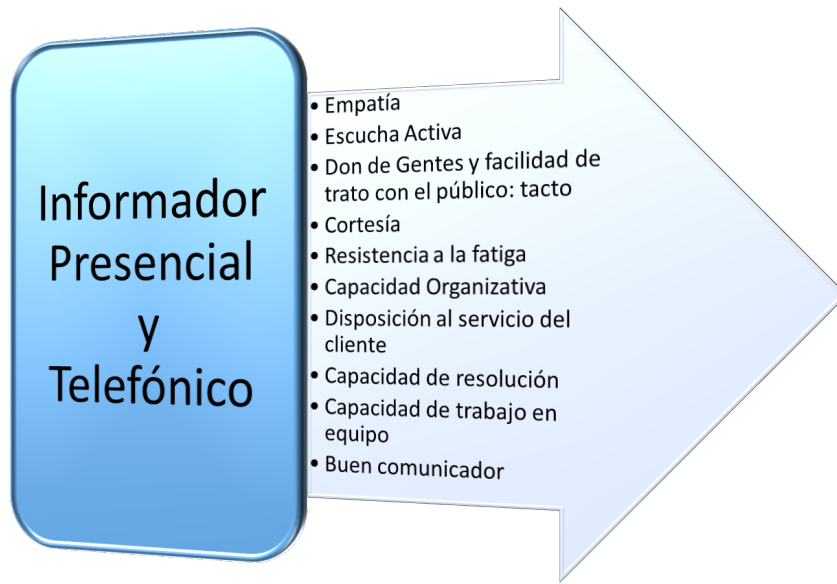 Informador
Presencial
y
Telefónico
• Empatía
• Escucha Activa
• Don de Gentes y facilidad de
trato con el público: tacto
• Cortesía
• Resistencia a la fatiga
• Capacidad Organizativa
• Disposición al servicio del
cliente
• Capacidad de resolución
• Capacidad de trabajo en
equipo
• Buen comunicador